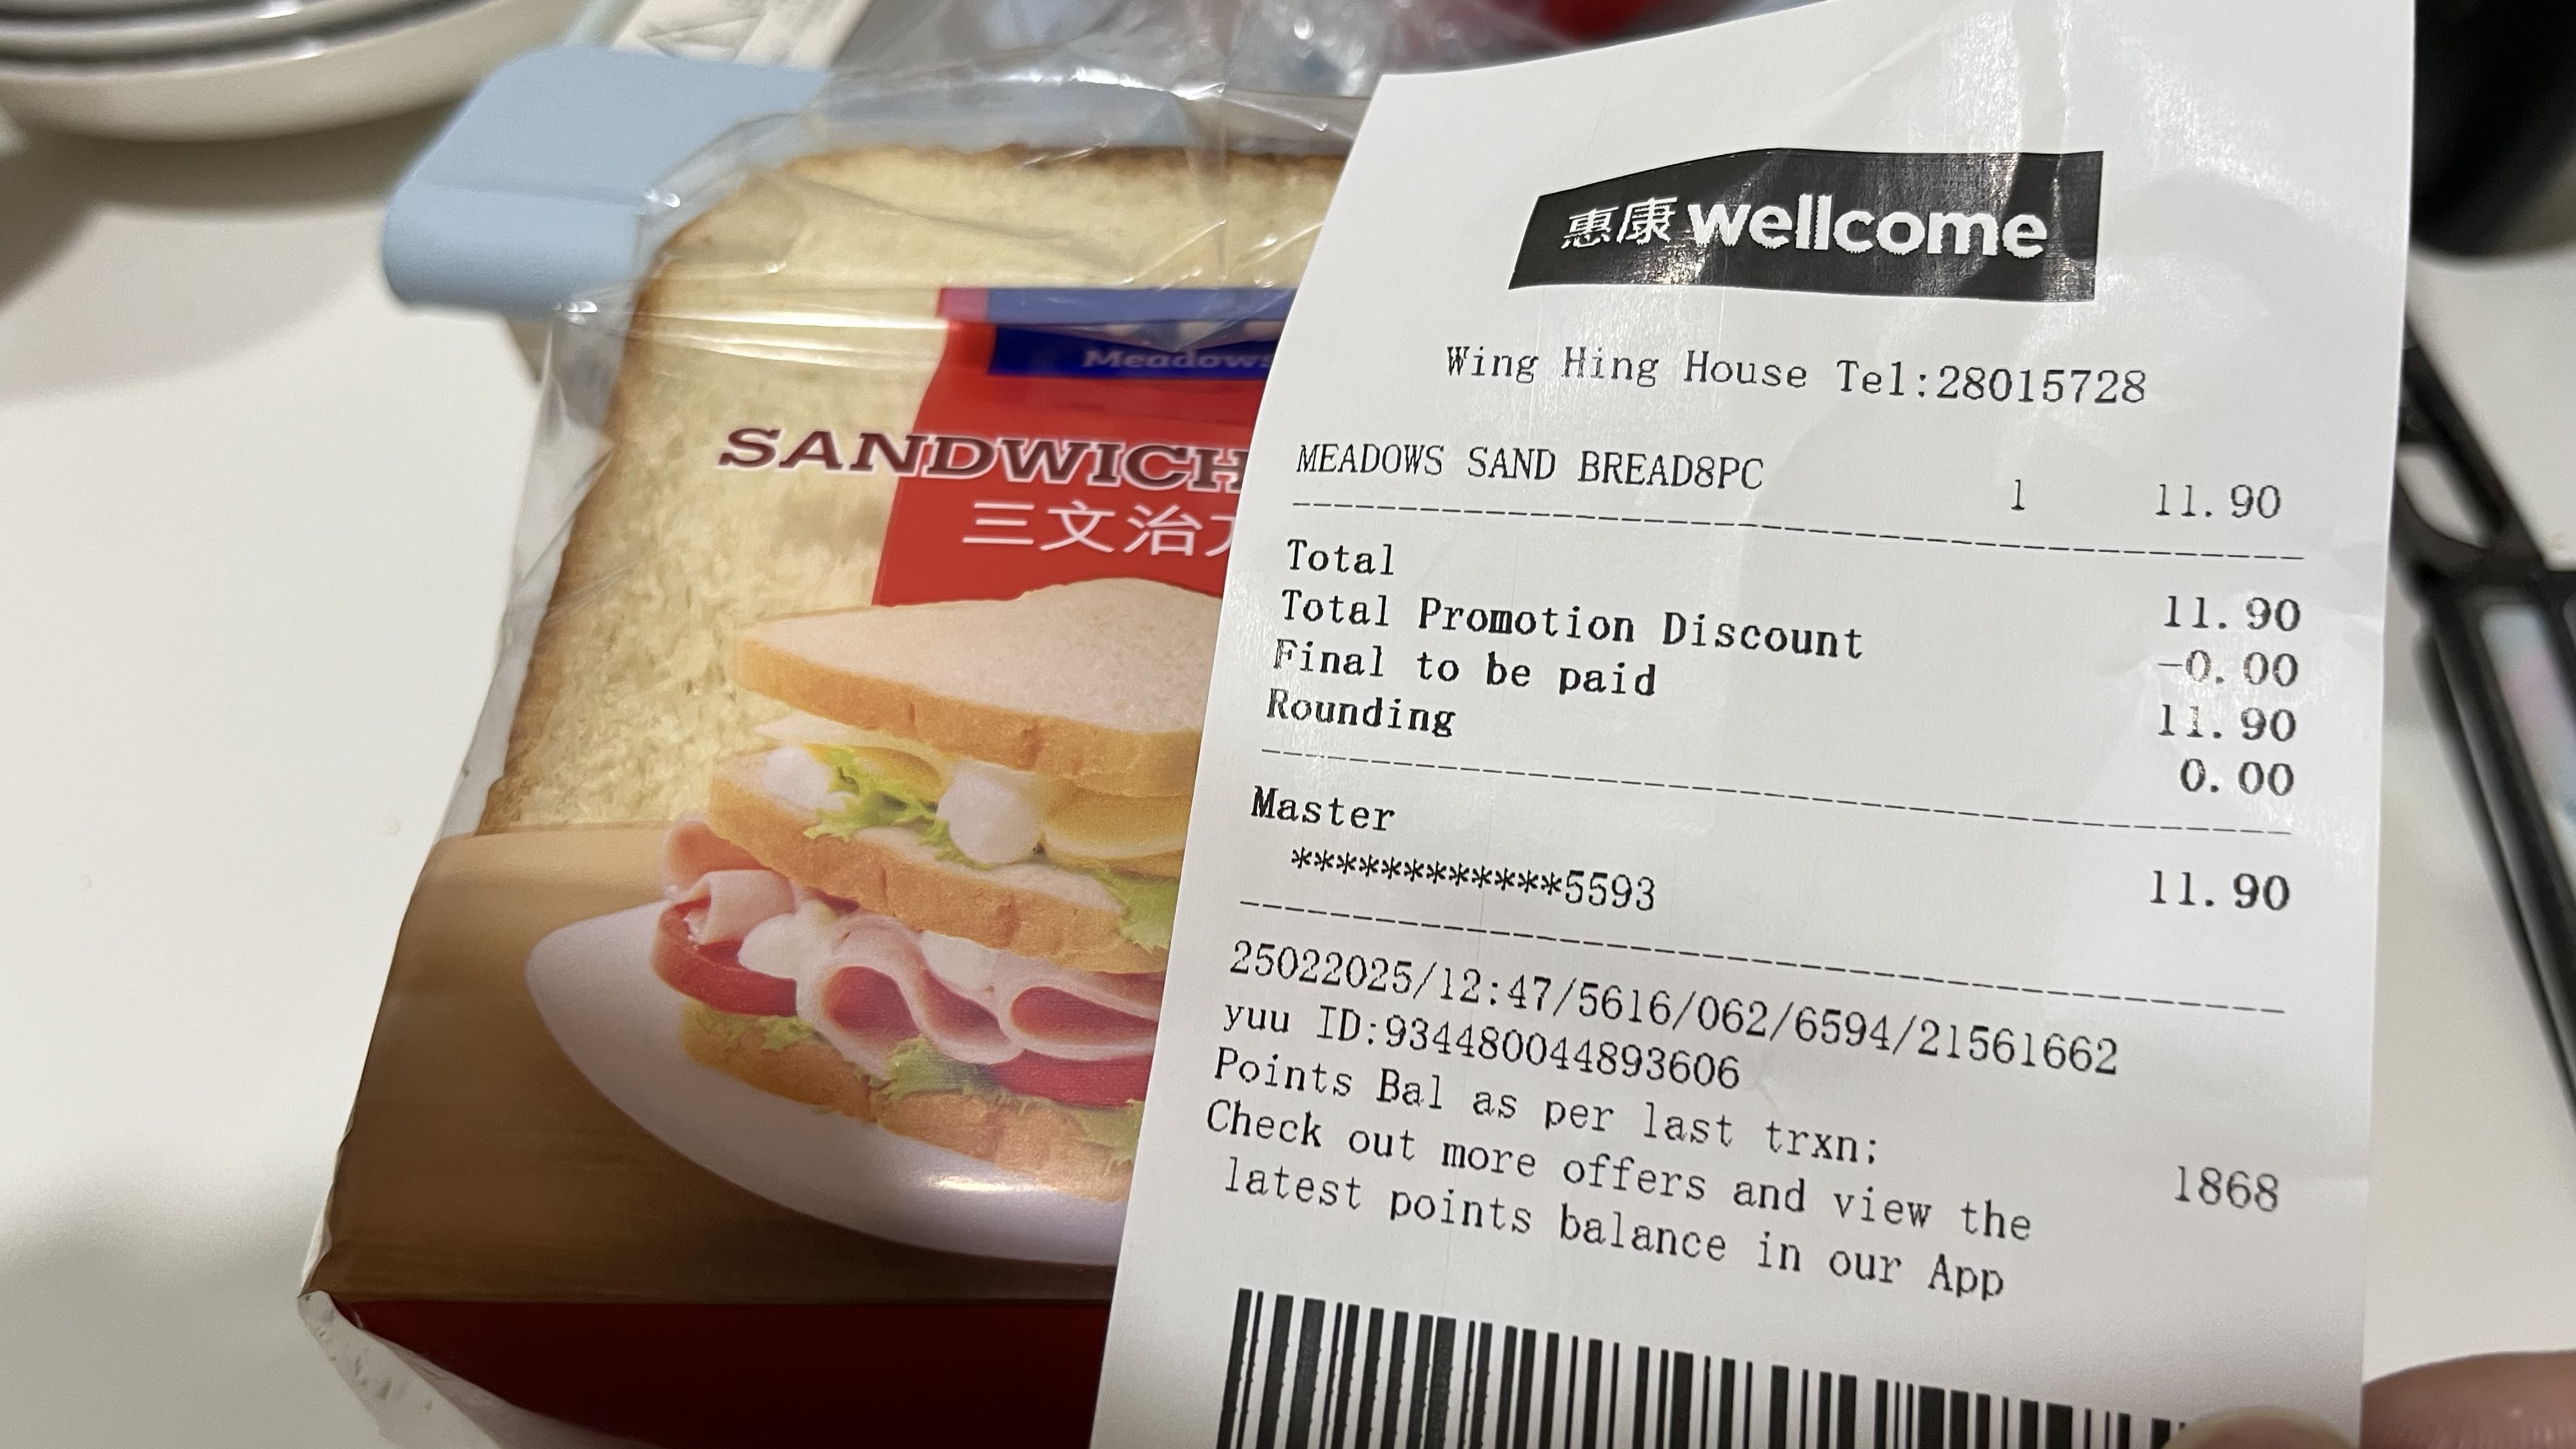 Meadows
SANDWICH
三文治
惠康 wellcome
Wing Hing House Tel:28015728
MEADOWS SAND BREAD8PC
1 11.90
Total 11.90
Total Promotion Discount -0.00
Final to be paid 11.90
Rounding 0.00
Master 11.90
************5593
25022025/12:47/5616/062/6594/21561662
yuu ID:934480044893606
Points Bal as per last trxn: 1868
Check out more offers and view the
latest points balance in our App